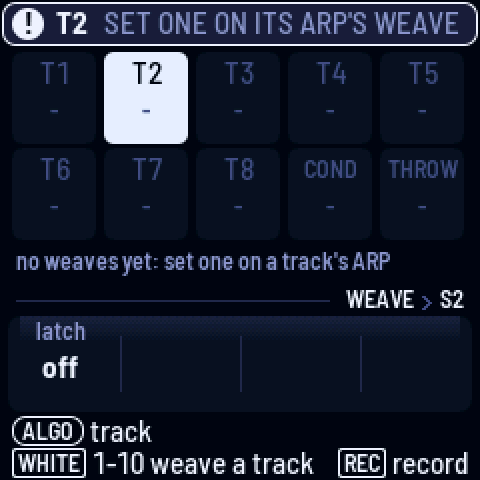 ! T2 SET ONE ON ITS ARP'S WEAVE
T1 T2 T3 T4 T5
- - - - -
T6 T7 T8 COND THROW
- - - - -
no weaves yet: set one on a track's ARP
WEAVE > S2
latch
off
ALGO track
WHITE 1-10 weave a track REC record